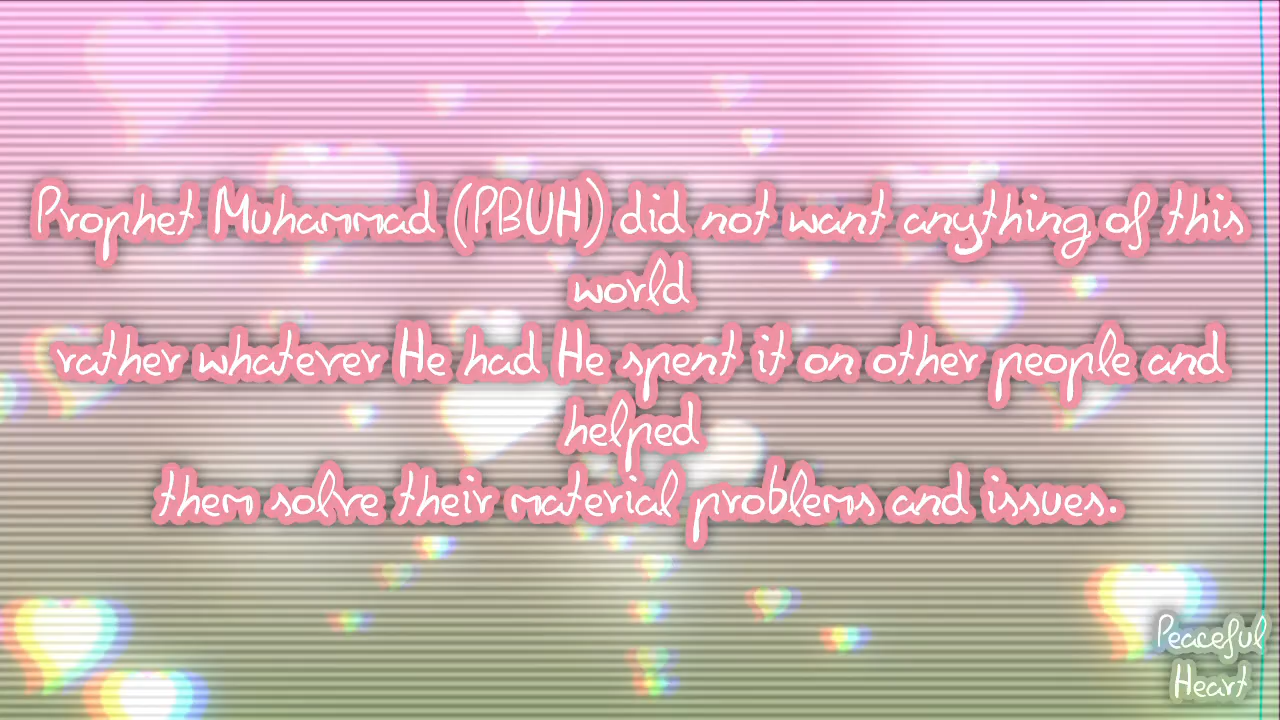 Prophet Muhammad (PBUH) did not want anything of this
world
rather whatever He had He spent it on other people and
helped
them solve their material problems and issues.
Peaceful
Heart